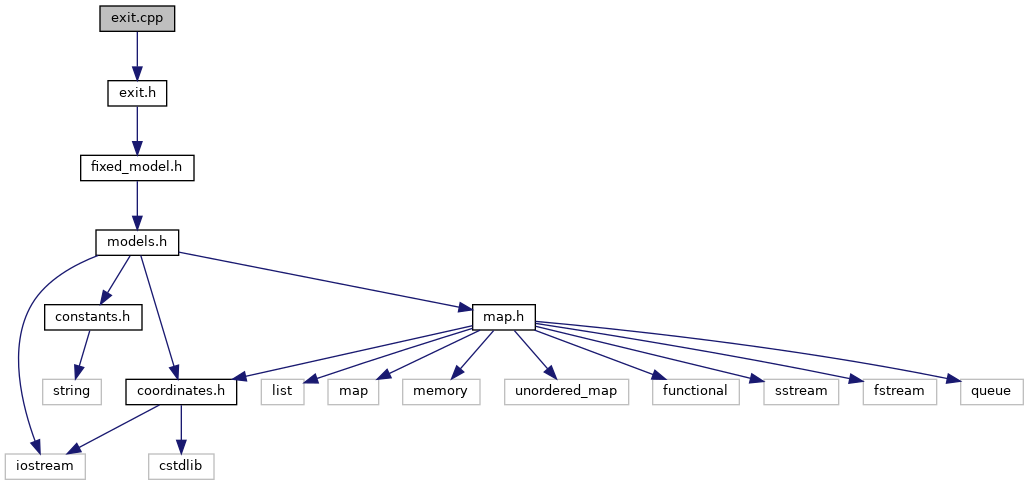 exit.cpp
exit.h
fixed_model.h
models.h
constants.h
map.h
string
coordinates.h
list
map
memory
unordered_map
functional
sstream
fstream
queue
iostream
cstdlib